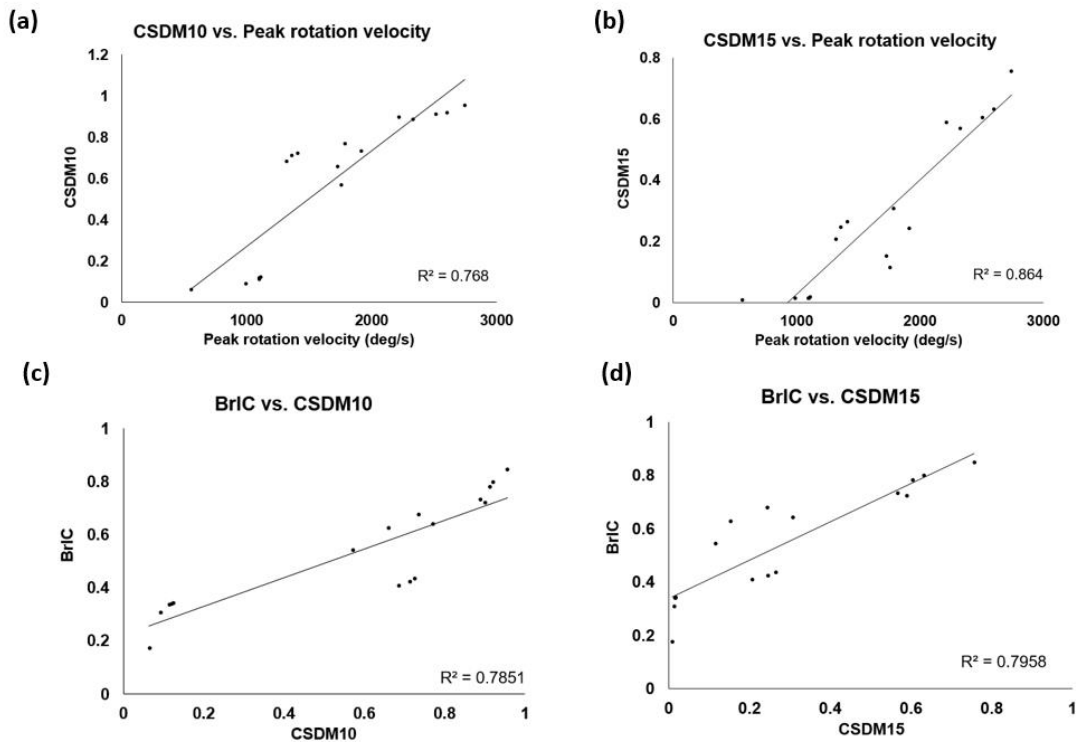 (a)
CSDM10 vs. Peak rotation velocity
1.2
1
0.8
0.6
0.4
0.2
0
CSDM10
R² = 0.768
0 1000 2000 3000
Peak rotation velocity (deg/s)
(b)
CSDM15 vs. Peak rotation velocity
0.8
0.6
0.4
0.2
0
CSDM15
R² = 0.864
0 1000 2000 3000
Peak rotation velocity (deg/s)
(c)
BrIC vs. CSDM10
1
0.8
0.6
0.4
0.2
0
BrIC
R² = 0.7851
0 0.2 0.4 0.6 0.8 1
CSDM10
(d)
BrIC vs. CSDM15
1
0.8
0.6
0.4
0.2
0
BrIC
R² = 0.7958
0 0.2 0.4 0.6 0.8 1
CSDM15